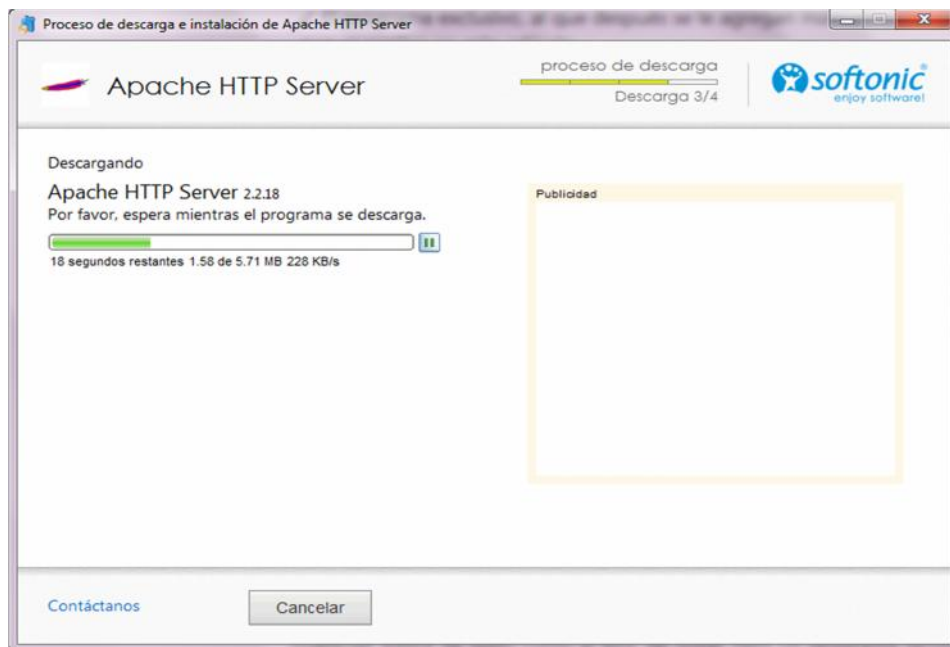 Proceso de descarga e instalación de Apache HTTP Server
Apache HTTP Server
proceso de descarga
Descarga 3/4
softonic®
enjoy software!
Descargando
Apache HTTP Server 2.2.18
Por favor, espera mientras el programa se descarga.
18 segundos restantes 1.58 de 5.71 MB 228 KB/s
Publicidad
Contáctanos
Cancelar